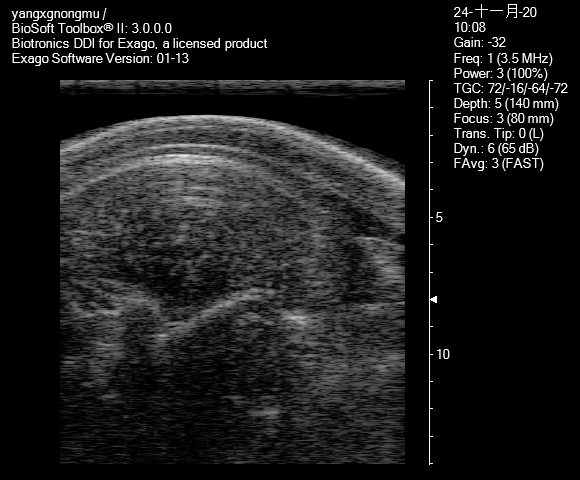 yangxgnongmu /
BioSoft Toolbox® II: 3.0.0.0
Biotronics DDI for Exago, a licensed product
Exago Software Version: 01-13
24-十一月-20
10:08
Gain: -32
Freq: 1 (3.5 MHz)
Power: 3 (100%)
TGC: 72/-16/-64/-72
Depth: 5 (140 mm)
Focus: 3 (80 mm)
Trans. Tip: 0 (L)
Dyn.: 6 (65 dB)
FAvg: 3 (FAST)
5
10